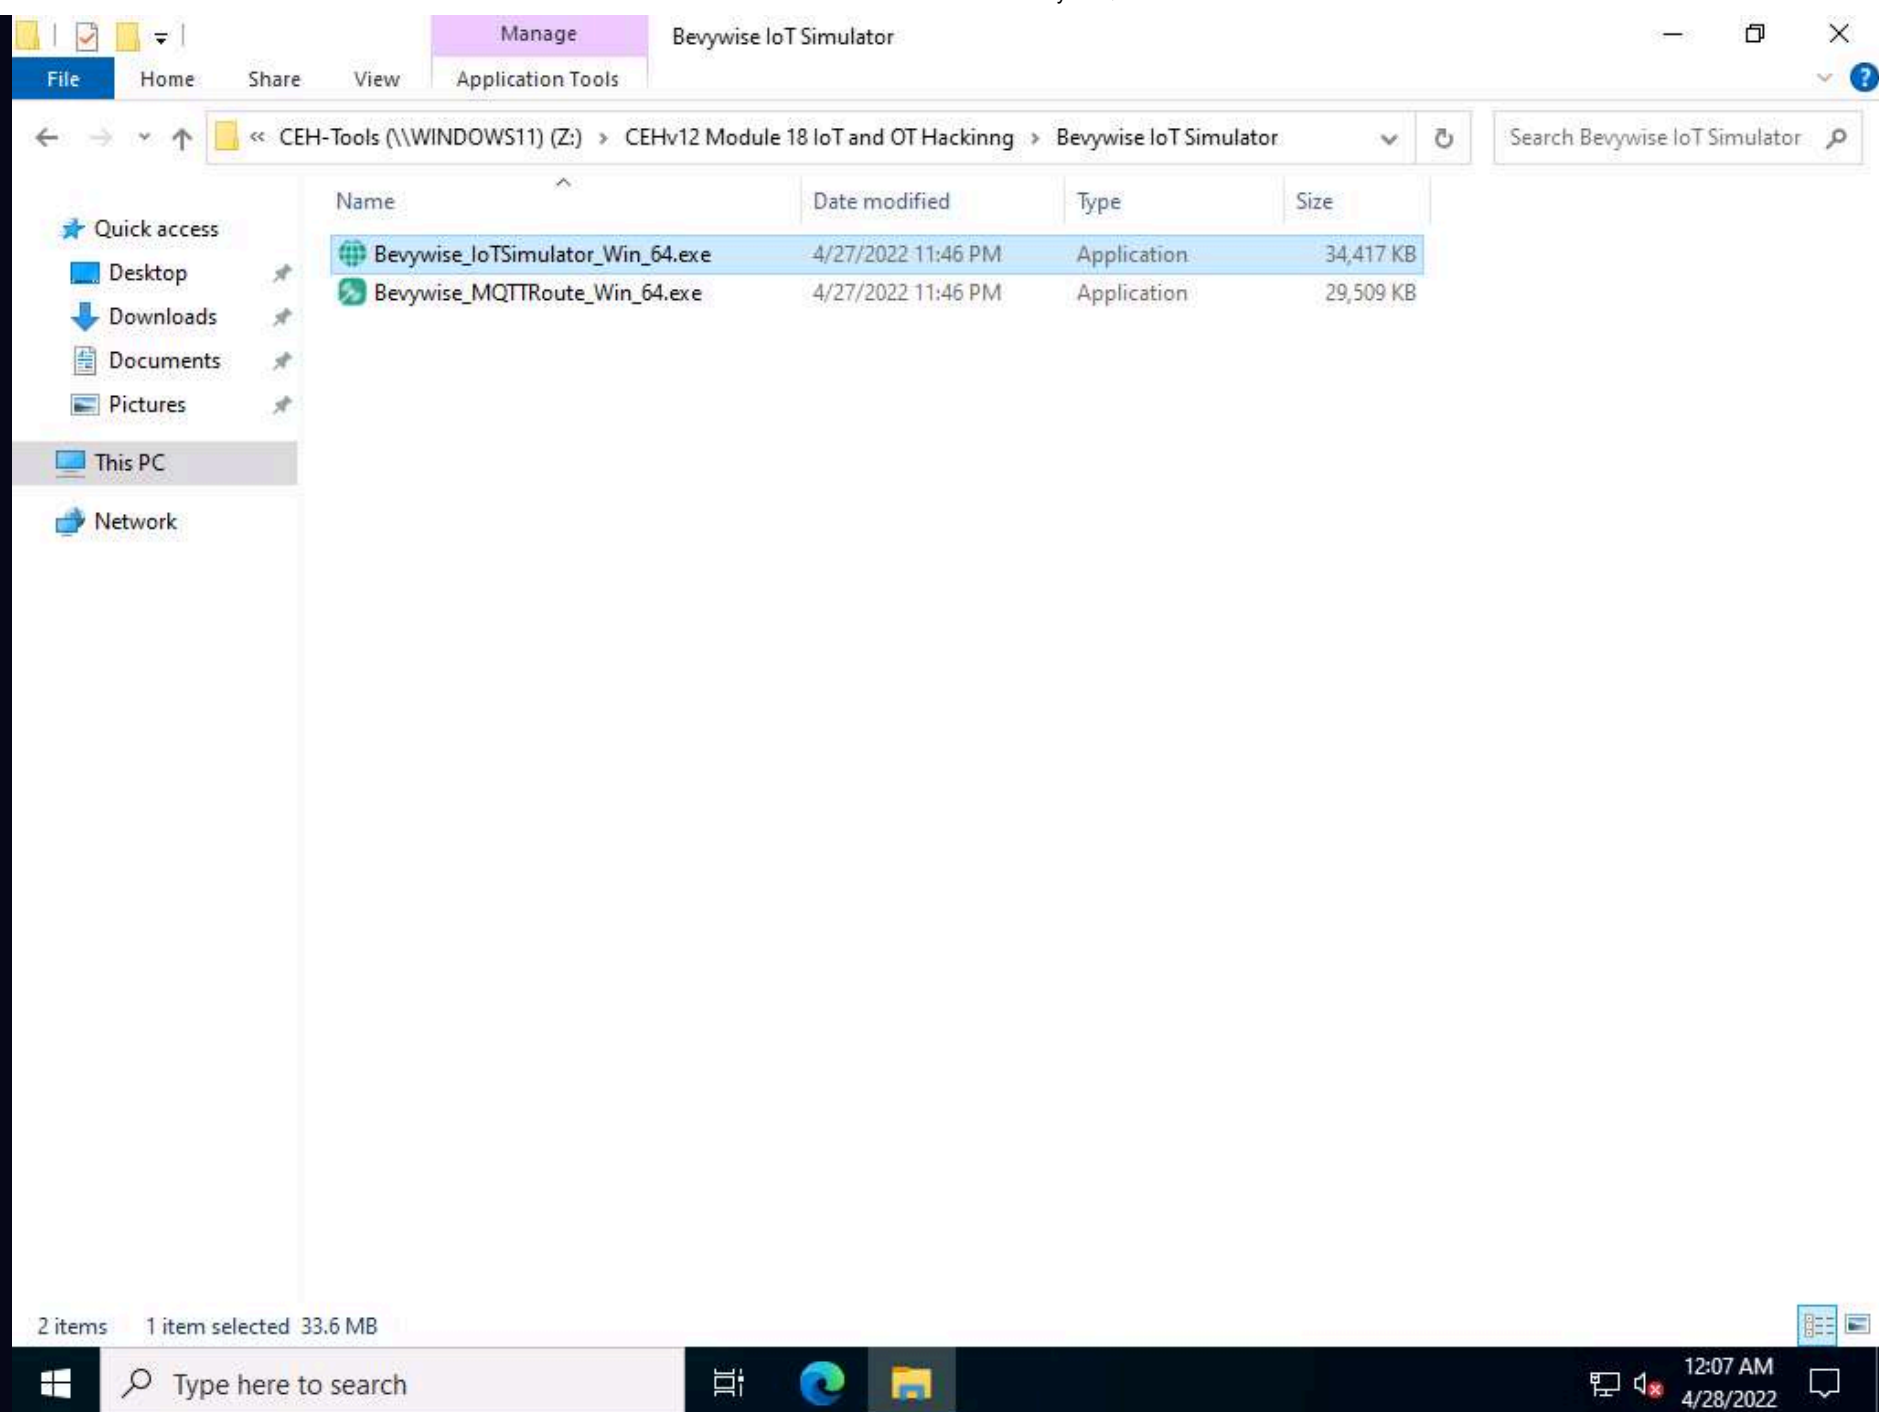 Manage
Bevywise IoT Simulator
File
Home
Share
View
Application Tools
« CEH-Tools (\\WINDOWS11) (Z:) › CEHv12 Module 18 IoT and OT Hackinng › Bevywise IoT Simulator
Search Bevywise IoT Simulator
Name
Date modified
Type
Size
Quick access
Bevywise_IoTSimulator_Win_64.exe 4/27/2022 11:46 PM Application 34,417 KB
Desktop
Bevywise_MQTTRoute_Win_64.exe 4/27/2022 11:46 PM Application 29,509 KB
Downloads
Documents
Pictures
This PC
Network
2 items 1 item selected 33.6 MB
Type here to search
12:07 AM
4/28/2022